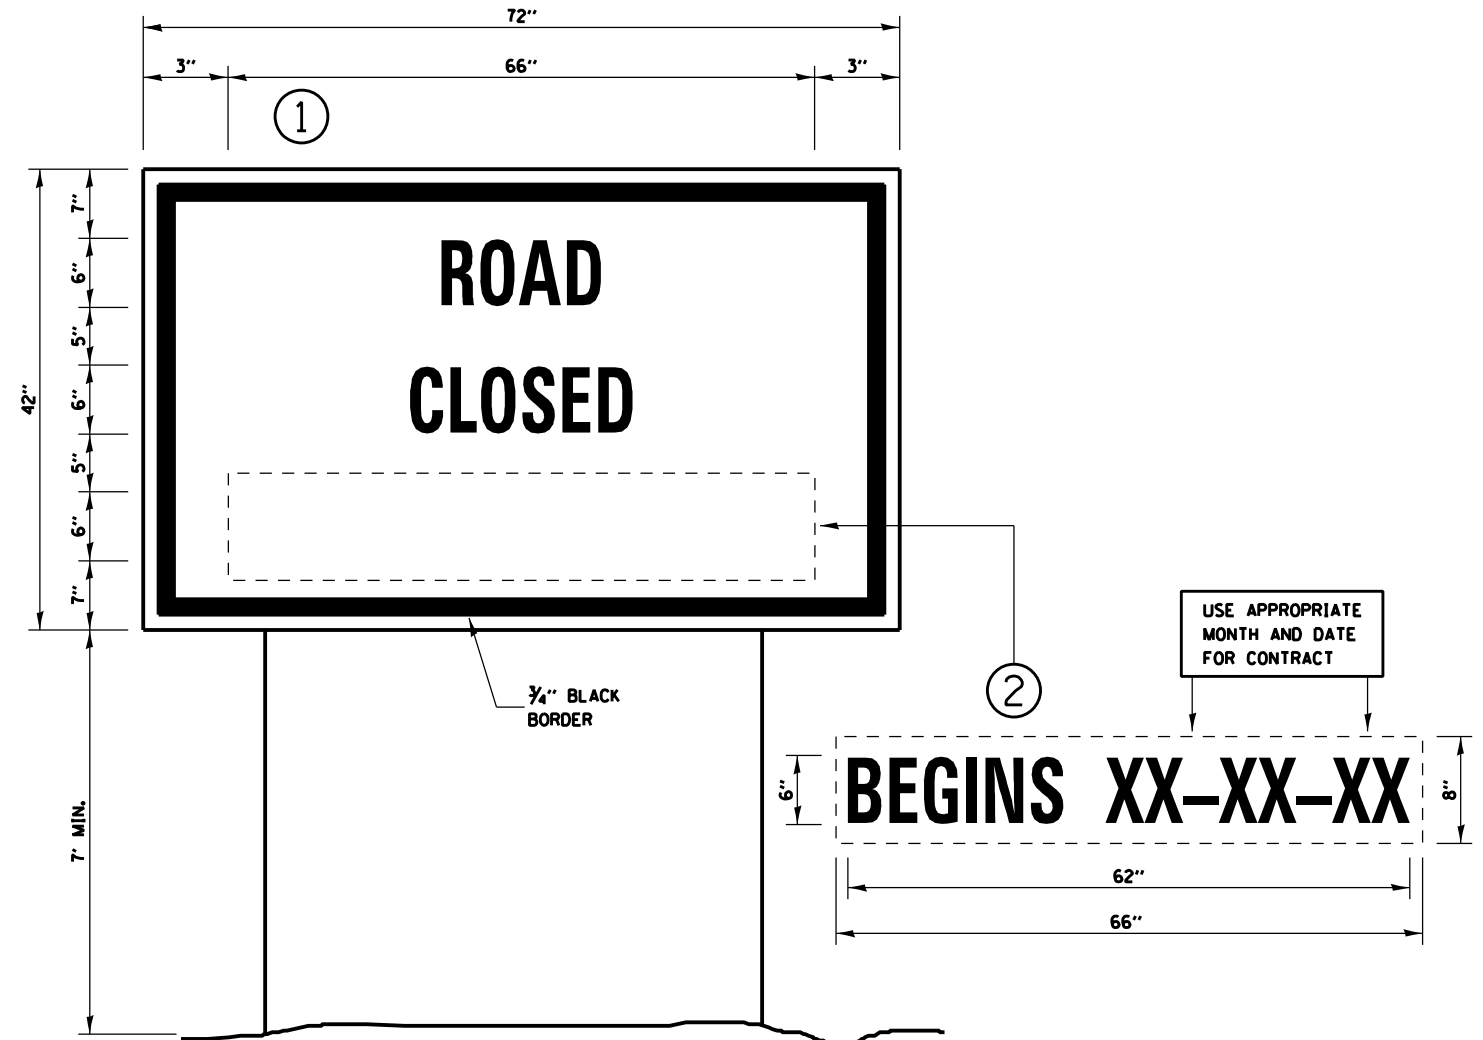 72"
3" 66" 3"
1
7"
6"
ROAD
5"
42"
6"
CLOSED
5"
6"
7"
¾" BLACK
BORDER
7' MIN.
2
USE APPROPRIATE
MONTH AND DATE
FOR CONTRACT
6"
BEGINS XX-XX-XX
8"
62"
66"